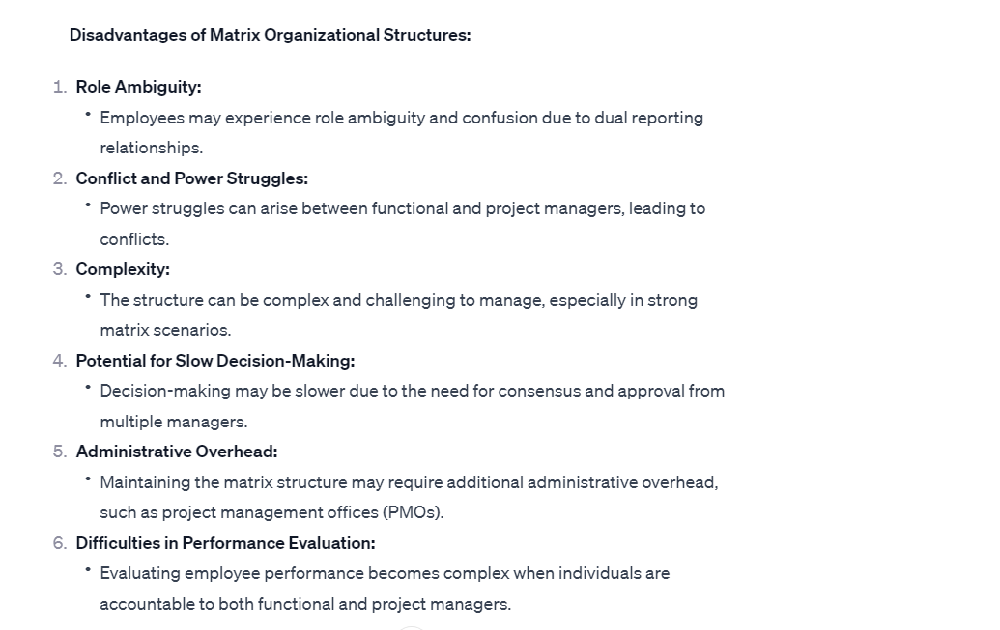 Disadvantages of Matrix Organizational Structures:
1. Role Ambiguity:
• Employees may experience role ambiguity and confusion due to dual reporting
relationships.
2. Conflict and Power Struggles:
• Power struggles can arise between functional and project managers, leading to
conflicts.
3. Complexity:
• The structure can be complex and challenging to manage, especially in strong
matrix scenarios.
4. Potential for Slow Decision-Making:
• Decision-making may be slower due to the need for consensus and approval from
multiple managers.
5. Administrative Overhead:
• Maintaining the matrix structure may require additional administrative overhead,
such as project management offices (PMOs).
6. Difficulties in Performance Evaluation:
• Evaluating employee performance becomes complex when individuals are
accountable to both functional and project managers.